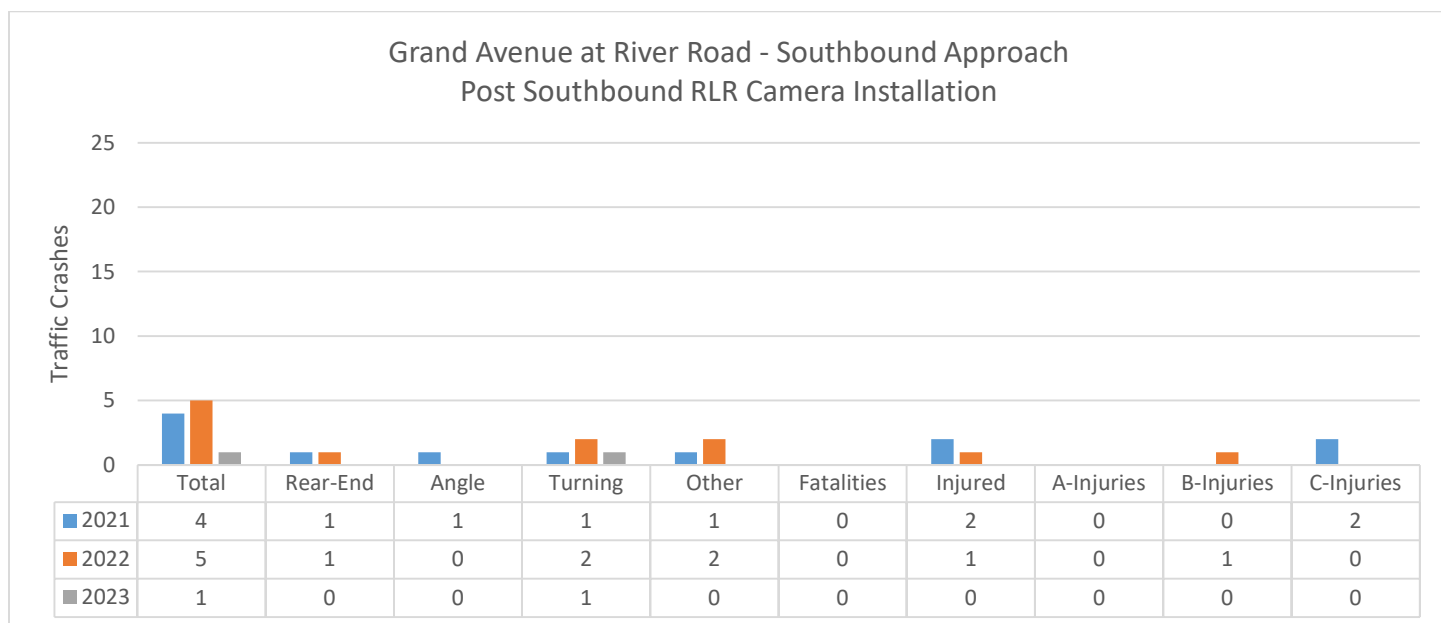 Grand Avenue at River Road - Southbound Approach
Post Southbound RLR Camera Installation
Traffic Crashes
25
20
15
10
5
0
Total Rear-End Angle Turning Other Fatalities Injured A-Injuries B-Injuries C-Injuries
2021 4 1 1 1 1 0 2 0 0 2
2022 5 1 0 2 2 0 1 0 1 0
2023 1 0 0 1 0 0 0 0 0 0